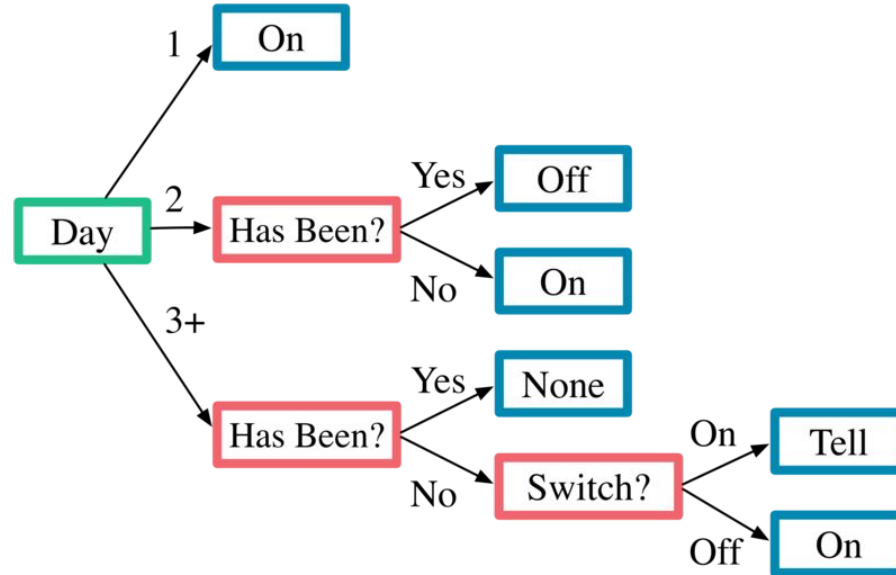 1
On
Yes
Off
2
Day
Has Been?
No
On
3+
Yes
None
Has Been?
On
Tell
No
Switch?
Off
On